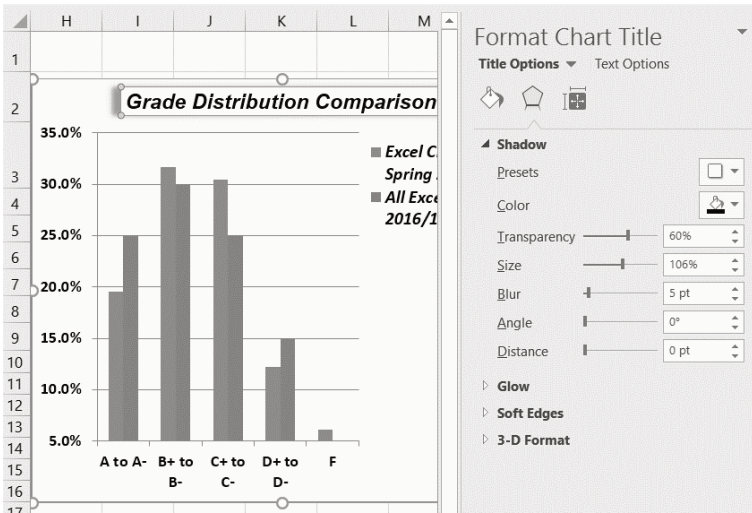 H I J K L M
1
2
3
4
5
6
7
8
9
10
11
12
13
14
15
16
17
Grade Distribution Comparison
35.0%
30.0%
25.0%
20.0%
15.0%
10.0%
5.0%
A to A- B+ to C+ to D+ to F
B- C- D-
Excel C
Spring
All Exce
2016/1
Format Chart Title
Title Options Text Options
Shadow
Presets
Color
Transparency 60%
Size 106%
Blur 5 pt
Angle 0°
Distance 0 pt
Glow
Soft Edges
3-D Format